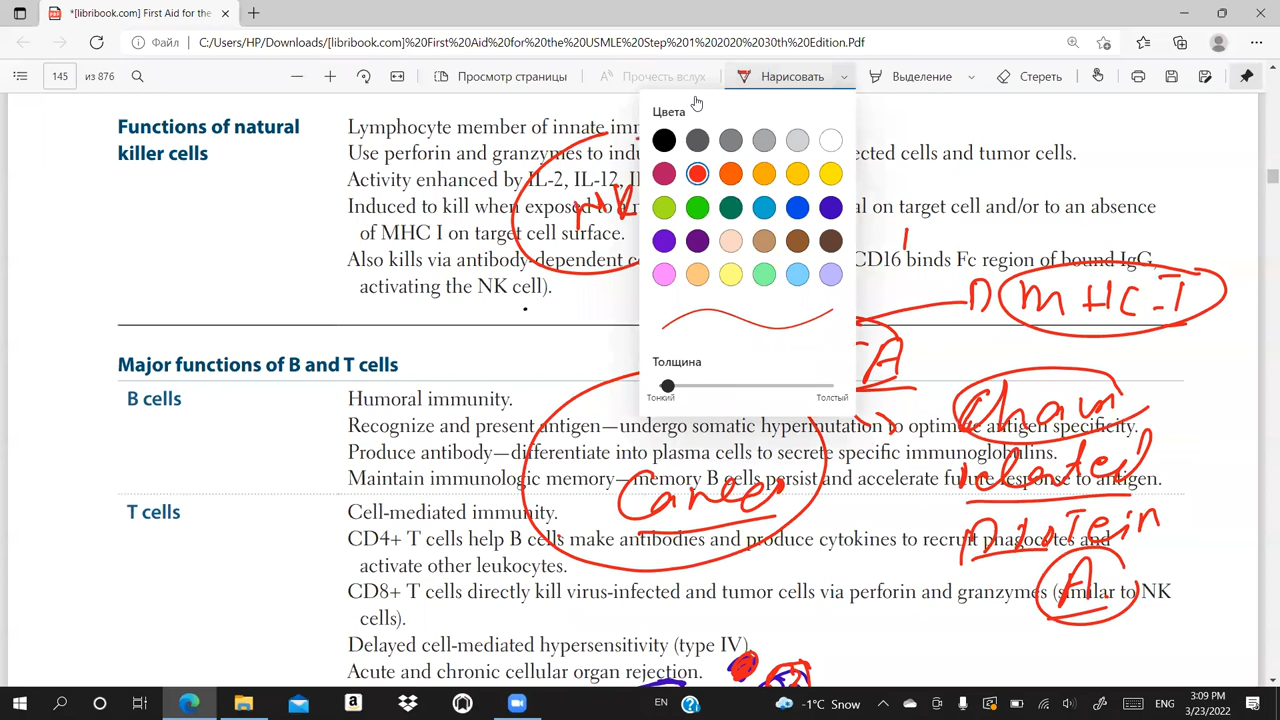 *[libribook.com] First Aid for the
Файл
C:/Users/HP/Downloads/[libribook.com]%20First%20Aid%20for%20the%20USMLE%20Step%201%202020%2030th%20Edition.Pdf
145 из 876
Просмотр страницы
Прочесть вслух
Нарисовать
Выделение
Стереть
Цвета
Толщина
Тонкий
Толстый
Functions of natural
killer cells
Lymphocyte member of innate
Use perforin and granzymes to cells and tumor cells.
Activity enhanced by IL-2, IL-12,
Induced to kill when exposed to a on target cell and/or to an absence
of MHC I on target cell surface.
Also kills via antibody-dependent CD16 binds Fc region of bound IgG,
activating the NK cell).
MHC-I
A
Major functions of B and T cells
B cells
Humoral immunity.
Recognize and present antigen—undergo somatic hypermutation to optimize antigen specificity.
Produce antibody—differentiate into plasma cells to secrete specific immunoglobulins.
Maintain immunologic memory—memory B cells persist and accelerate future response to antigen.
Cancer
Chain
related
protein
A
T cells
Cell-mediated immunity.
CD4+ T cells help B cells make antibodies and produce cytokines to recruit phagocytes and
activate other leukocytes.
CD8+ T cells directly kill virus-infected and tumor cells via perforin and granzymes (similar to NK
cells).
Delayed cell-mediated hypersensitivity (type IV).
Acute and chronic cellular organ rejection.
EN
-1°C Snow
ENG
3:09 PM
3/23/2022